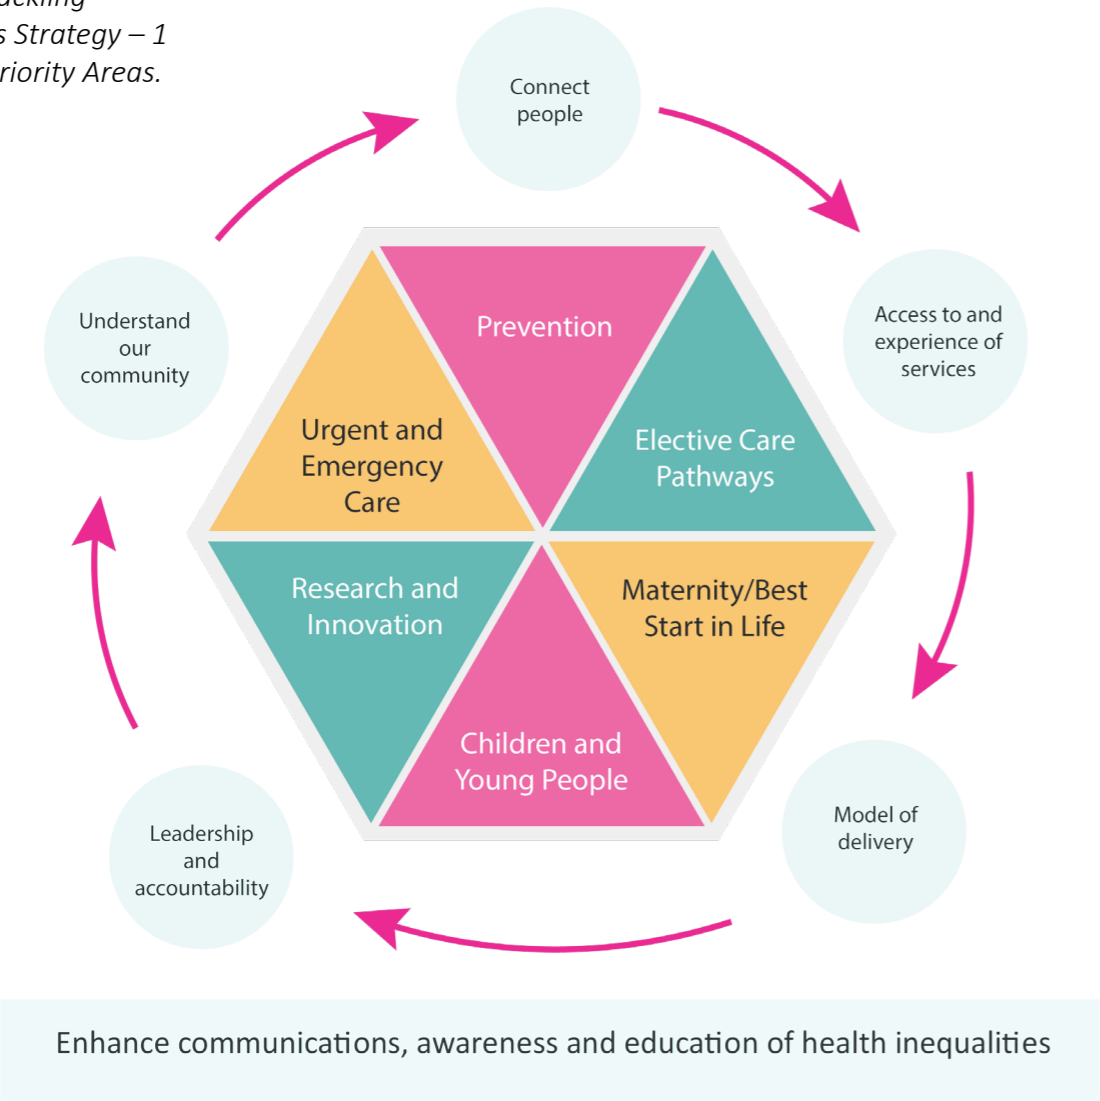 s Strategy – 1
riority Areas.
Connect
people
Understand
our
community
Access to and
experience of
services
Prevention
Urgent and
Emergency
Care
Elective Care
Pathways
Research and
Innovation
Maternity/Best
Start in Life
Children and
Young People
Leadership
and
accountability
Model of
delivery
Enhance communications, awareness and education of health inequalities